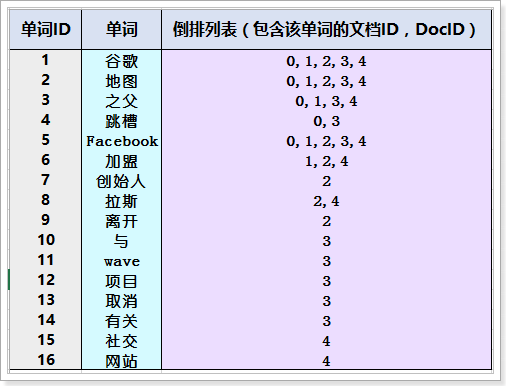 单词ID 单词 倒排列表（包含该单词的文档ID，DocID）
1 谷歌 0,1,2,3,4
2 地图 0,1,2,3,4
3 之父 0,1,3,4
4 跳槽 0,3
5 Facebook 0,1,2,3,4
6 加盟 1,2,4
7 创始人 2
8 拉斯 2,4
9 离开 2
10 与 3
11 wave 3
12 项目 3
13 取消 3
14 有关 3
15 社交 4
16 网站 4